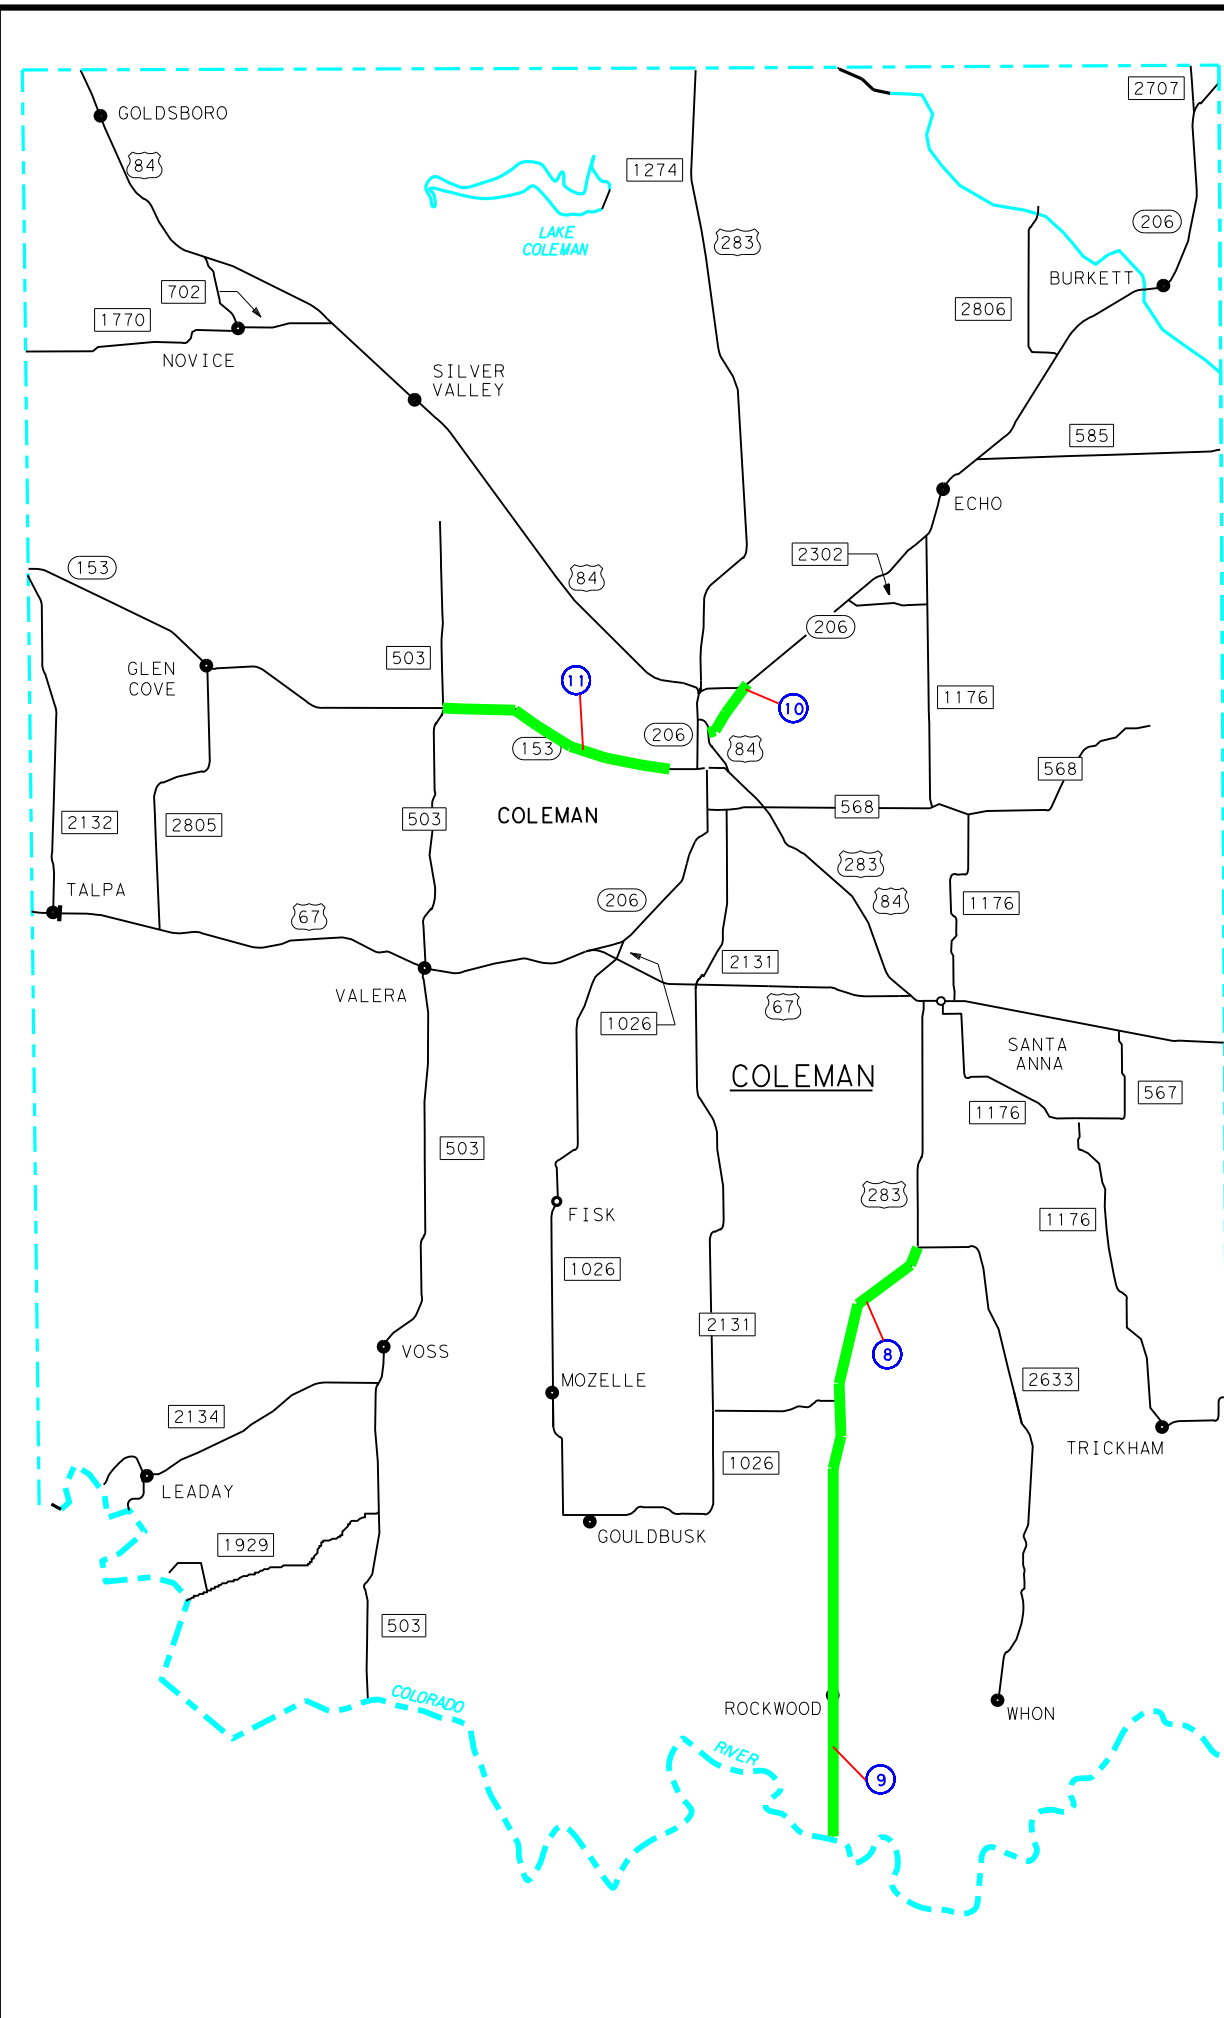 2707
GOLDSBORO
84
1274
206
LAKE
COLEMAN
283
BURKETT
702
2806
1770
NOVICE
SILVER
VALLEY
585
ECHO
2302
153
84
206
503
GLEN
COVE
11
1176
10
206
153
84
568
568
COLEMAN
2132
2805
503
283
TALPA
206
84
1176
67
2131
VALERA
67
1026
SANTA
ANNA
COLEMAN
567
1176
503
283
FISK
1176
1026
2131
VOSS
8
MOZELLE
2633
2134
TRICKHAM
1026
LEADAY
GOULDBUSK
1929
503
COLORADO
ROCKWOOD
WHON
RIVER
9